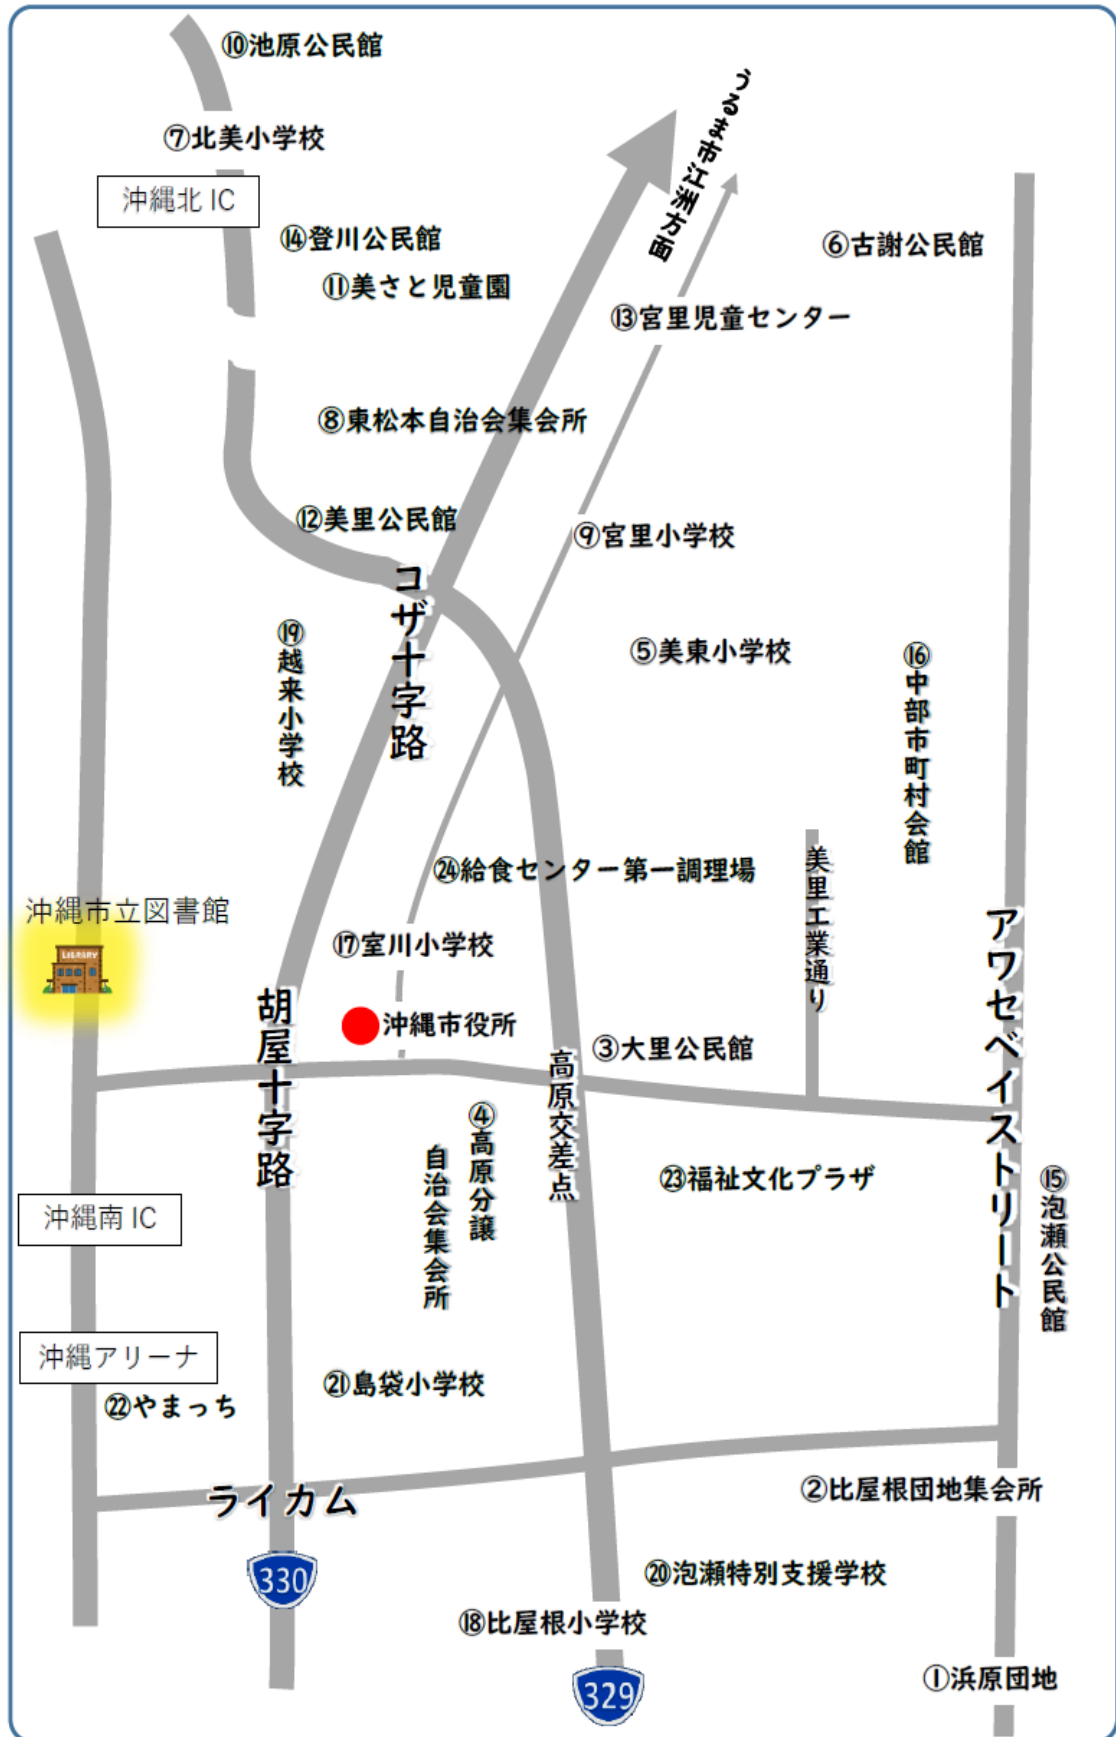 ⑩池原公民館
うるま市江洲方面
⑦北美小学校
沖縄北 IC
⑭登川公民館
⑥古謝公民館
⑪美さと児童園
⑬宮里児童センター
⑧東松本自治会集会所
⑫美里公民館
⑨宮里小学校
コザ十字路
⑲越来小学校
⑤美東小学校
⑯中部市町村会館
㉔給食センター第一調理場
美里工業通り
沖縄市立図書館
LIBRARY
⑰室川小学校
アワセベイストリート
胡屋十字路
沖縄市役所
③大里公民館
高原交差点
④高原分譲
自治会集会所
㉓福祉文化プラザ
⑮泡瀬公民館
沖縄南 IC
沖縄アリーナ
㉑島袋小学校
㉒やまっち
ライカム
②比屋根団地集会所
330
⑳泡瀬特別支援学校
⑱比屋根小学校
①浜原団地
329